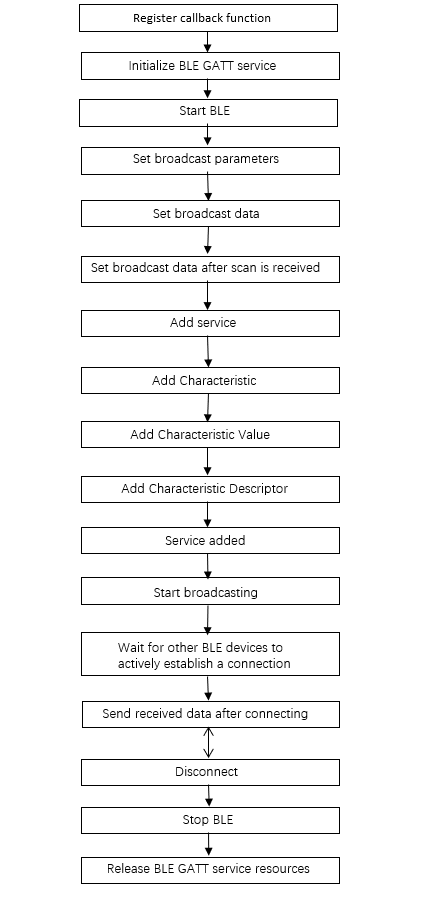 Register callback function
Initialize BLE GATT service
Start BLE
Set broadcast parameters
Set broadcast data
Set broadcast data after scan is received
Add service
Add Characteristic
Add Characteristic Value
Add Characteristic Descriptor
Service added
Start broadcasting
Wait for other BLE devices to
actively establish a connection
Send received data after connecting
Disconnect
Stop BLE
Release BLE GATT service resources